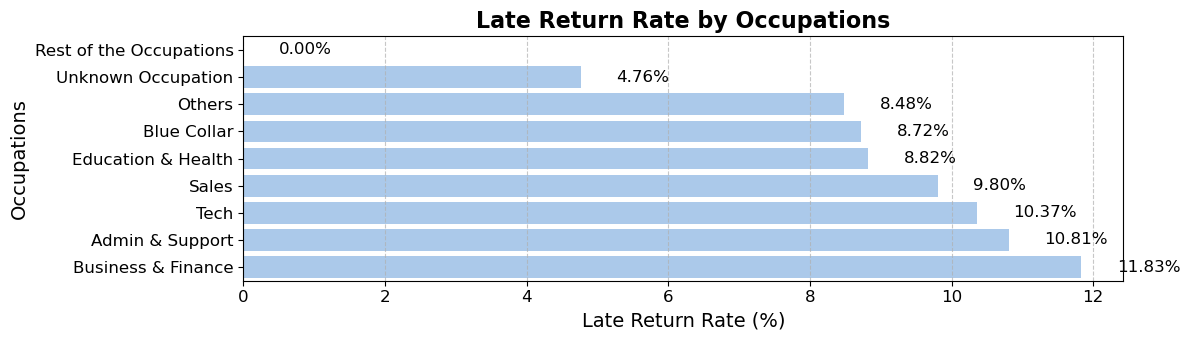 Late Return Rate by Occupations
Occupations
Rest of the Occupations 0.00%
Unknown Occupation 4.76%
Others 8.48%
Blue Collar 8.72%
Education & Health 8.82%
Sales 9.80%
Tech 10.37%
Admin & Support 10.81%
Business & Finance 11.83%
0 2 4 6 8 10 12
Late Return Rate (%)